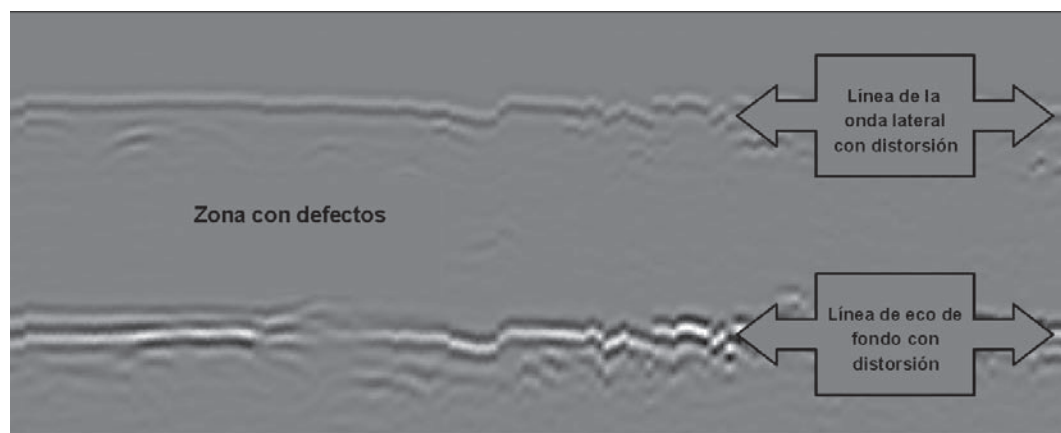 Línea de la
onda lateral
con distorsión
Zona con defectos
Línea de eco de
fondo con
distorsión